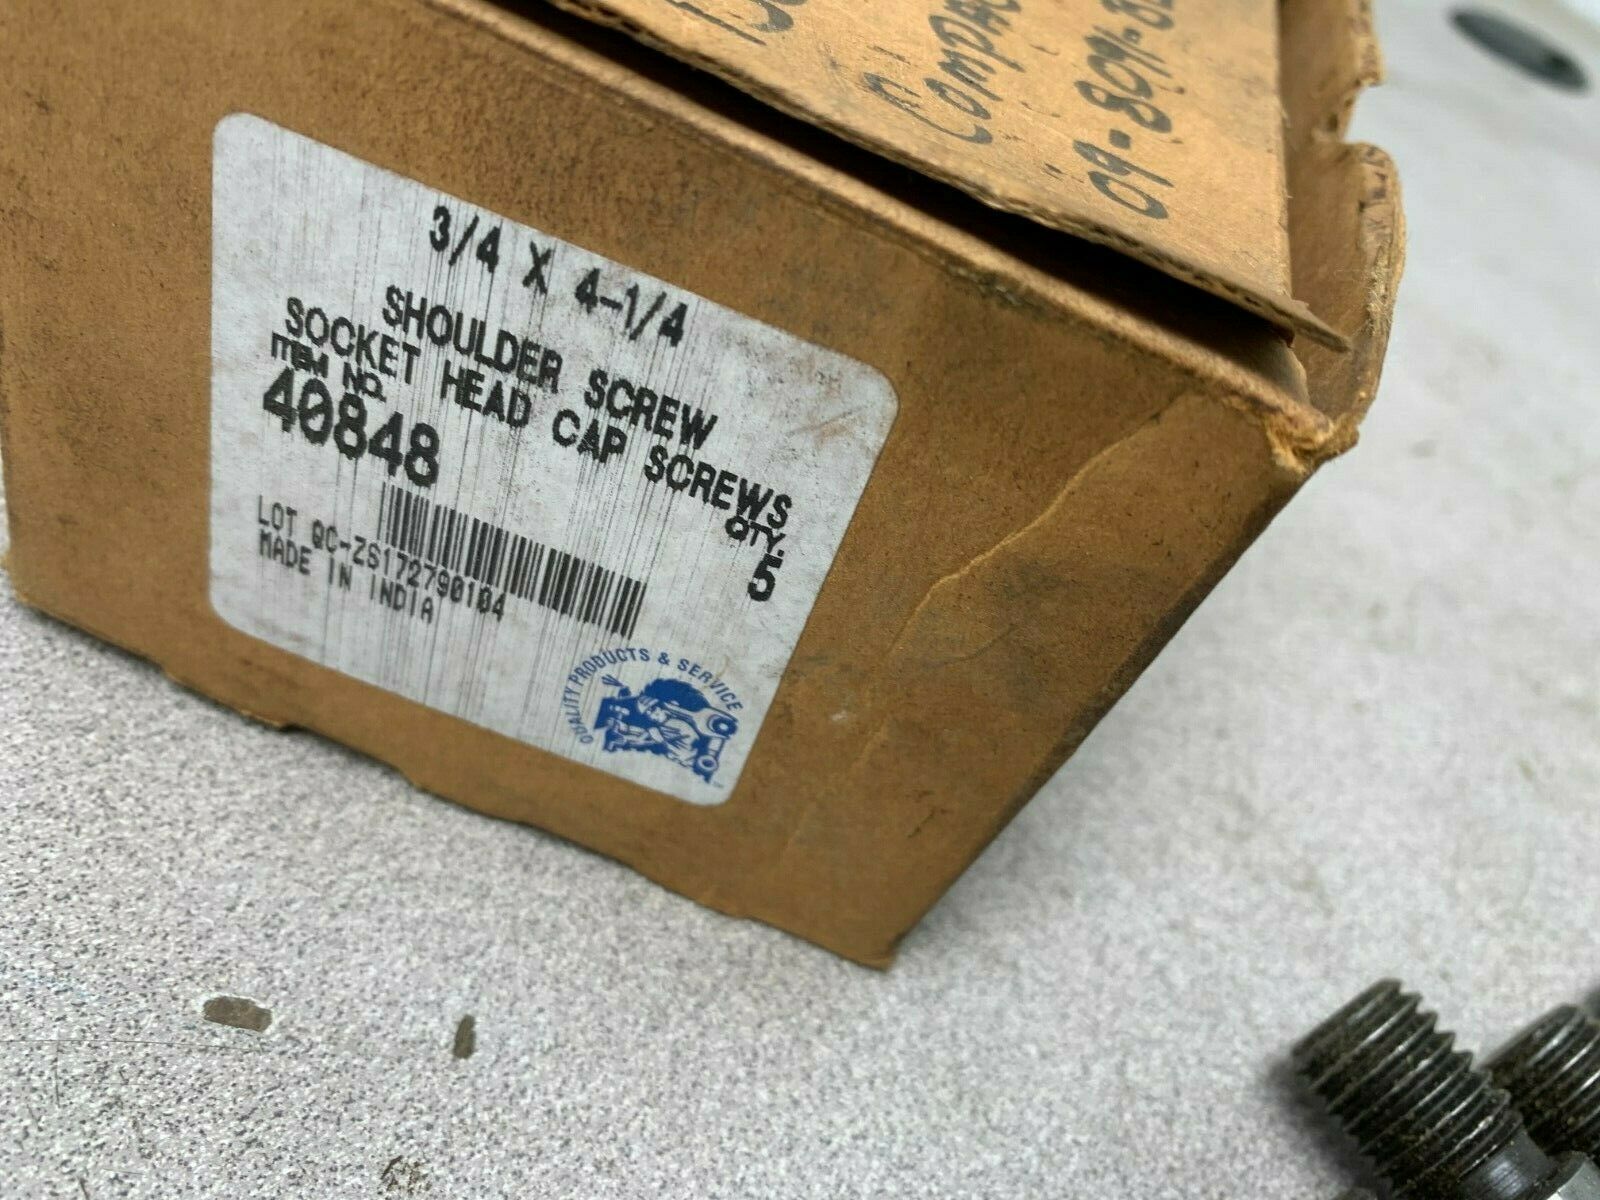 COMPAC
3/4 X 4-1/4
SHOULDER SCREW
SOCKET HEAD CAP SCREWS
ITEM NO.
40848
QTY.
5
LOT QC-ZS172790104
MADE IN INDIA
QUALITY PRODUCTS & SERVICE